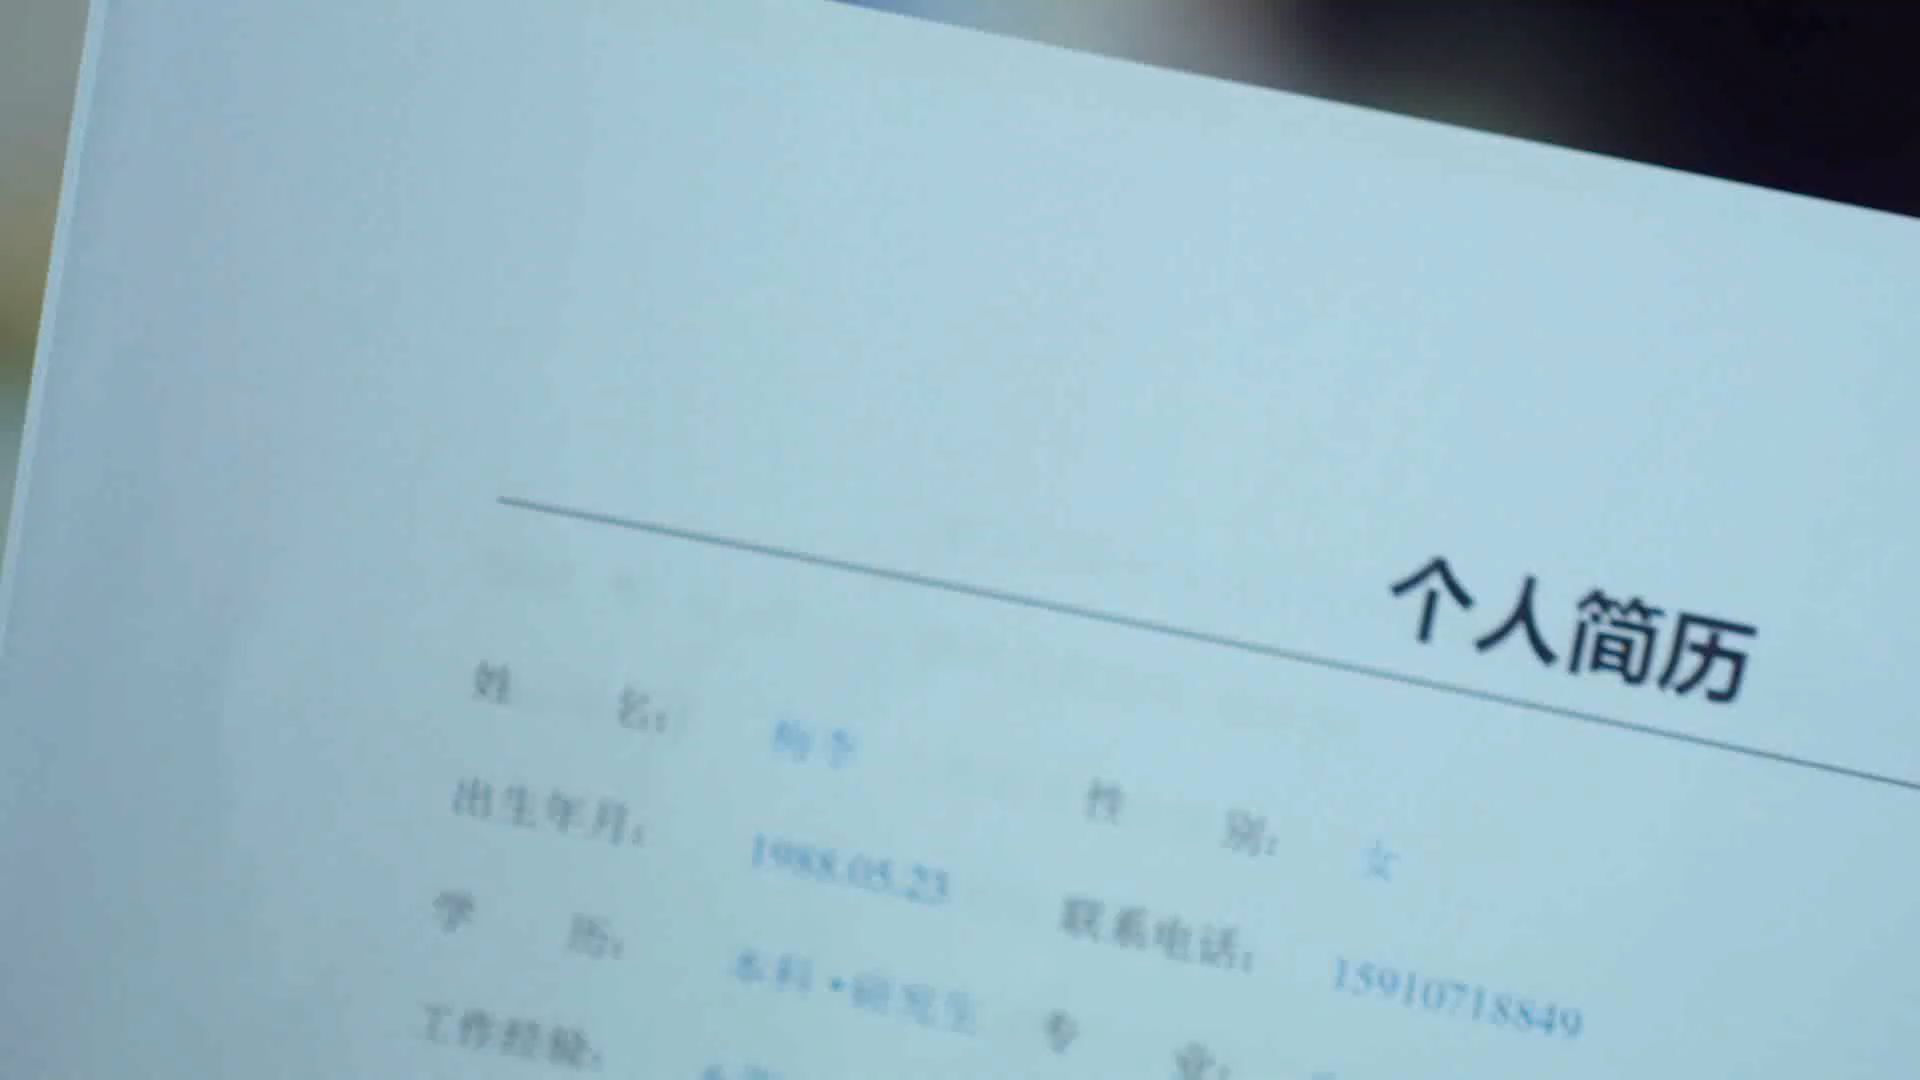 个人简历
姓 名： 性 别： 女
出生年月： 1988.05.23 联系电话： 15910718849
学 历： 本科·研究生 专 业：
工作经验：